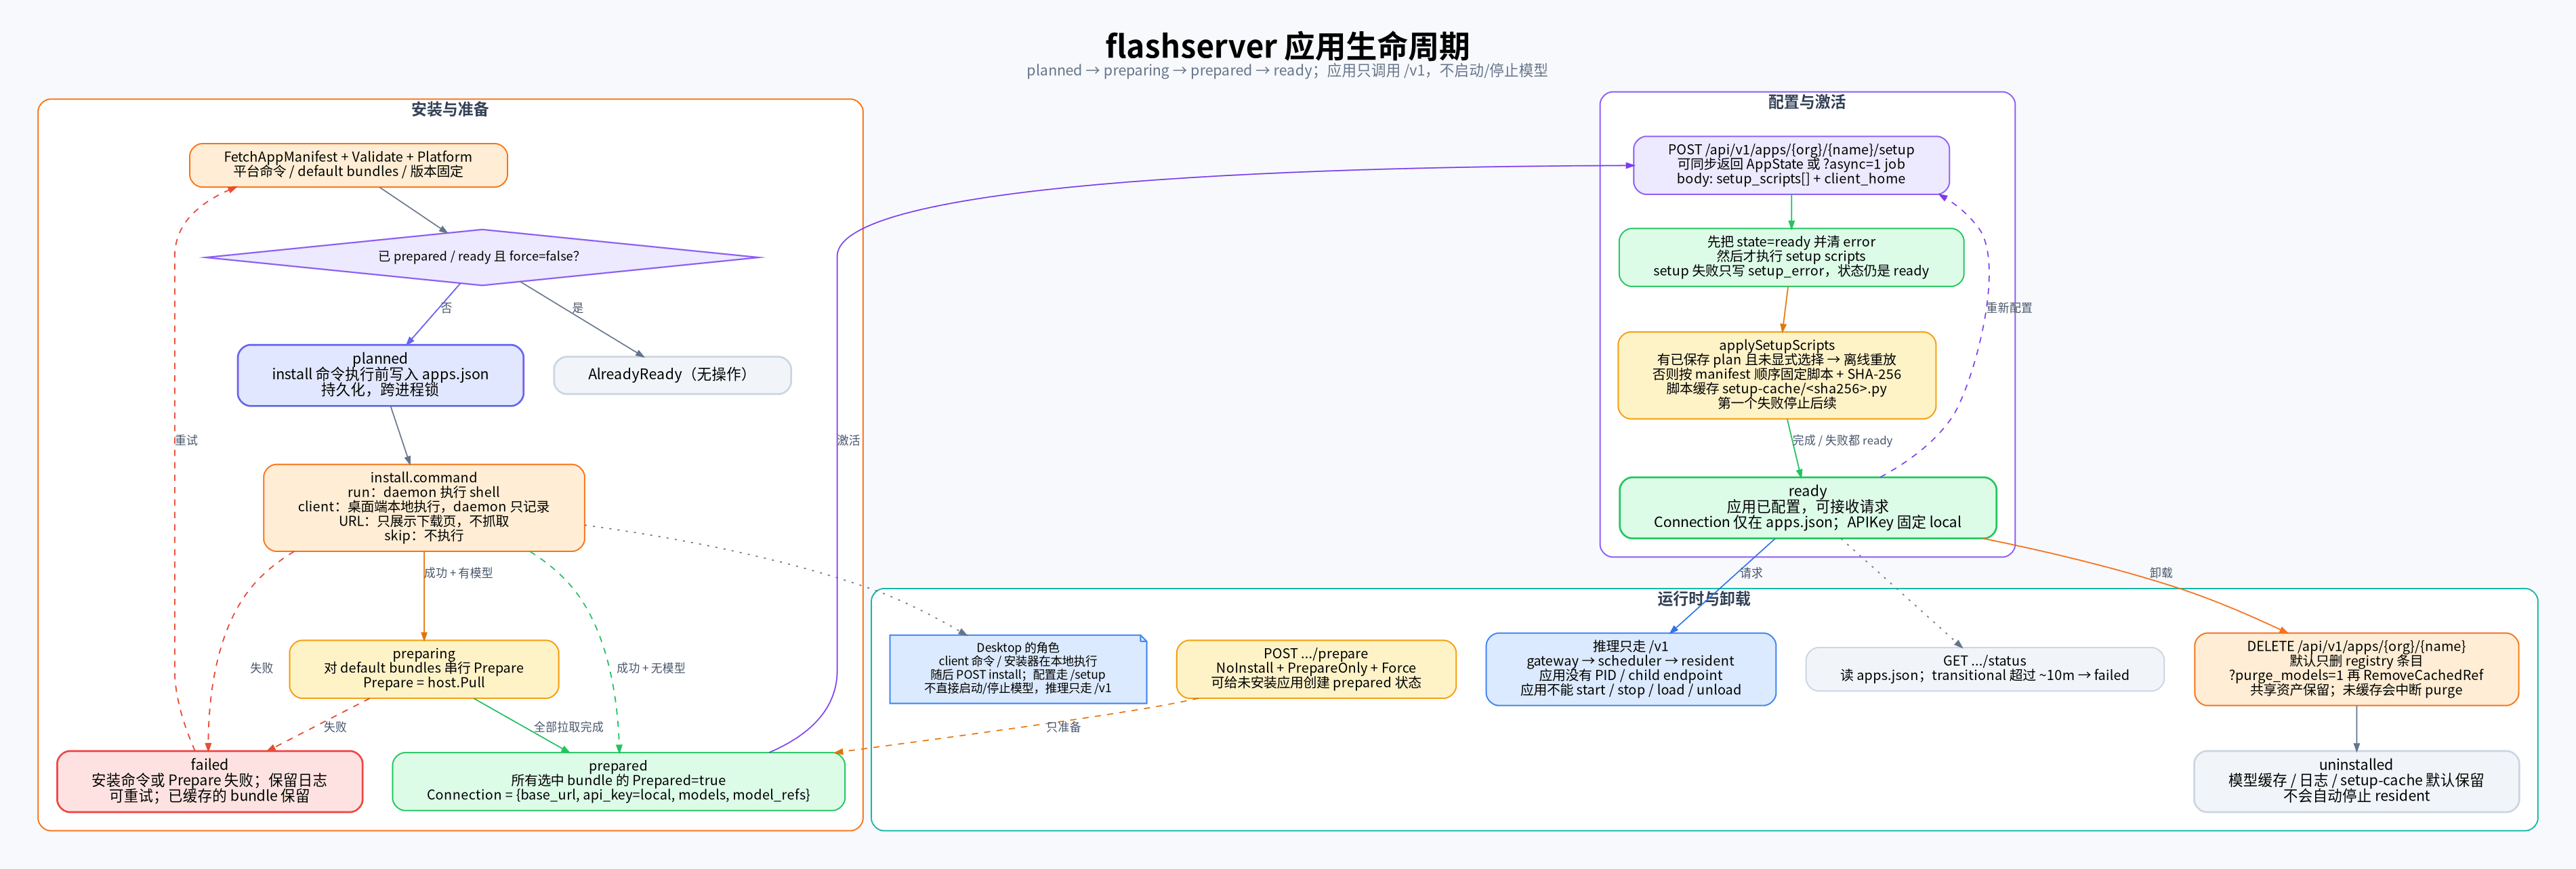 flashserver 应用生命周期
planned → preparing → prepared → ready；应用只调用 /v1，不启动/停止模型
安装与准备
FetchAppManifest + Validate + Platform
平台命令 / default bundles / 版本固定
已 prepared / ready 且 force=false?
否
是
planned
install 命令执行前写入 apps.json
持久化，跨进程锁
AlreadyReady（无操作）
重试
激活
install.command
run：daemon 执行 shell
client：桌面端本地执行，daemon 只记录
URL：只展示下载页，不抓取
skip：不执行
成功 + 有模型
失败
成功 + 无模型
preparing
对 default bundles 串行 Prepare
Prepare = host.Pull
失败
全部拉取完成
failed
安装命令或 Prepare 失败；保留日志
可重试；已缓存的 bundle 保留
prepared
所有选中 bundle 的 Prepared=true
Connection = {base_url, api_key=local, models, model_refs}
配置与激活
POST /api/v1/apps/{org}/{name}/setup
可同步返回 AppState 或 ?async=1 job
body: setup_scripts[] + client_home
先把 state=ready 并清 error
然后才执行 setup scripts
setup 失败只写 setup_error，状态仍是 ready
重新配置
applySetupScripts
有已保存 plan 且未显式选择 → 离线重放
否则按 manifest 顺序固定脚本 + SHA-256
脚本缓存 setup-cache/<sha256>.py
第一个失败停止后续
完成 / 失败都 ready
ready
应用已配置，可接收请求
Connection 仅在 apps.json；APIKey 固定 local
请求
卸载
运行时与卸载
Desktop 的角色
client 命令 / 安装器在本地执行
随后 POST install；配置走 /setup
不直接启动/停止模型，推理只走 /v1
POST .../prepare
NoInstall + PrepareOnly + Force
可给未安装应用创建 prepared 状态
只准备
推理只走 /v1
gateway → scheduler → resident
应用没有 PID / child endpoint
应用不能 start / stop / load / unload
GET .../status
读 apps.json；transitional 超过 ~10m → failed
DELETE /api/v1/apps/{org}/{name}
默认只删 registry 条目
?purge_models=1 再 RemoveCachedRef
共享资产保留；未缓存会中断 purge
uninstalled
模型缓存 / 日志 / setup-cache 默认保留
不会自动停止 resident